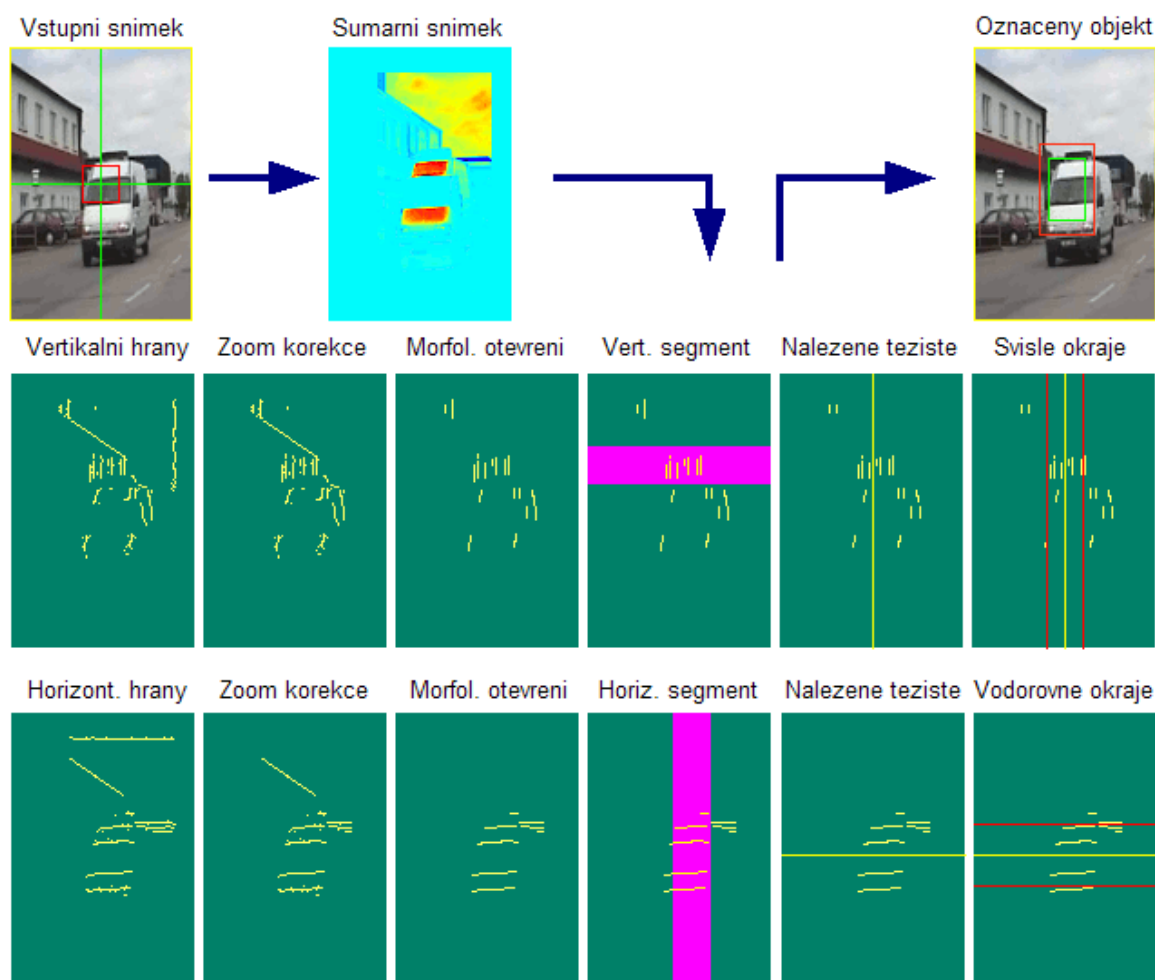 Vstupni snimek
Sumarni snimek
Oznaceny objekt
Vertikalni hrany
Zoom korekce
Morfol. otevreni
Vert. segment
Nalezene teziste
Svisle okraje
Horizont. hrany
Zoom korekce
Morfol. otevreni
Horiz. segment
Nalezene teziste
Vodorovne okraje